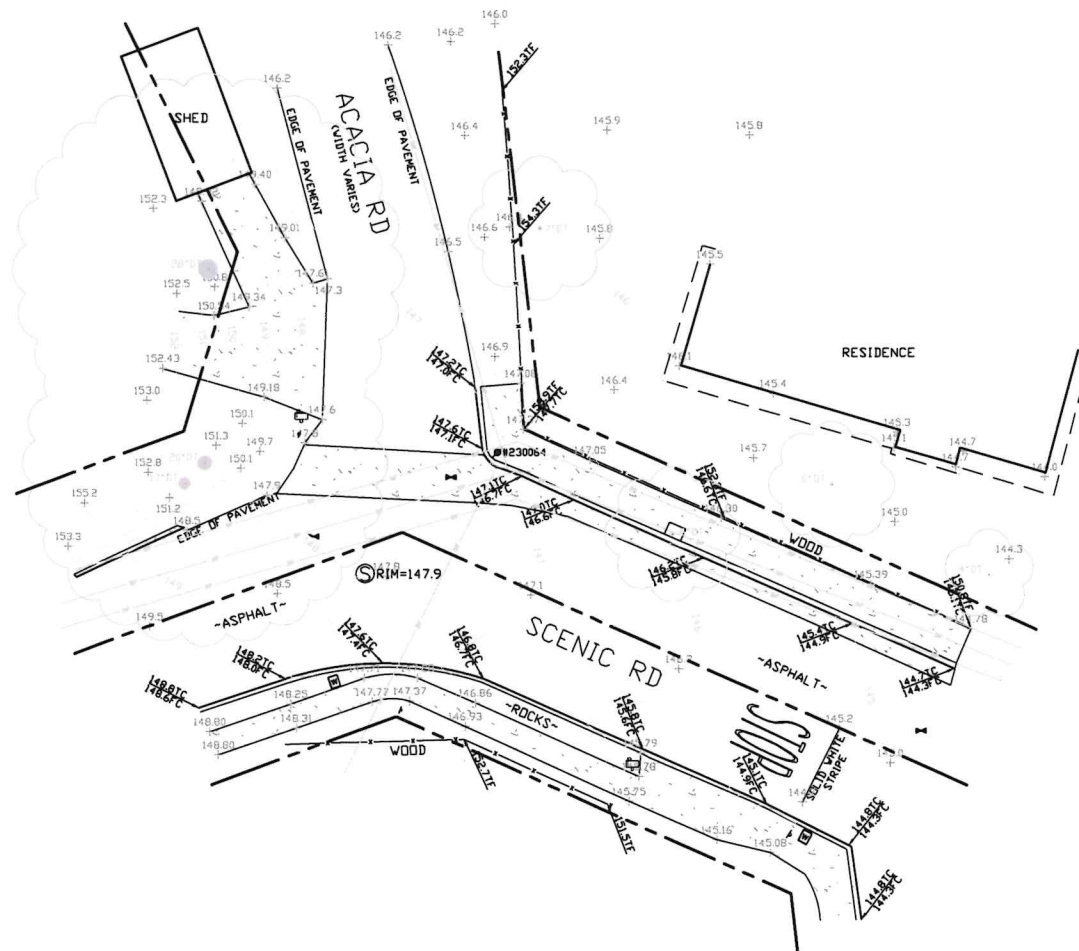 146.0
146.2
146.2
152.3TF
146.2
EDGE OF PAVEMENT
EDGE OF PAVEMENT
ACACIA RD
(WIDTH VARIES)
SHED
146.4
145.9
145.8
152.3
149.01
146.6
154.3TF
145.8
146.5
145.5
152.5
147.3
150.54
146.9
147.2TC
147.0FC
RESIDENCE
152.43
153.0
149.18
147.6
146.4
145.4
145.3
145.1
144.7
150.1
151.3
149.7
147.6TC
147.1FC
#230064
147.05
145.7
152.8
150.1
147.9
147.1TC
146.7FC
155.2
151.2
148.5
EDGE OF PAVEMENT
147.0TC
146.6FC
WOOD
145.0
153.3
144.3
RIM=147.9
148.5
147.1
145.39
149.5
~ASPHALT~
SCENIC RD
145.4TC
144.9FC
~ASPHALT~
144.7TC
144.3FC
147.6TC
147.4FC
146.8TC
146.7FC
148.2TC
148.0FC
148.8TC
148.6FC
148.25
147.77
147.37
146.86
~ROCKS~
145.8TC
145.6FC
STOP
145.2
148.80
148.31
146.93
148.80
WOOD
152.7TF
145.1TC
144.9FC
SOLID WHITE
STRIPE
145.75
151.5TF
145.16
145.08
144.8TC
144.3FC
144.8TC
144.3FC